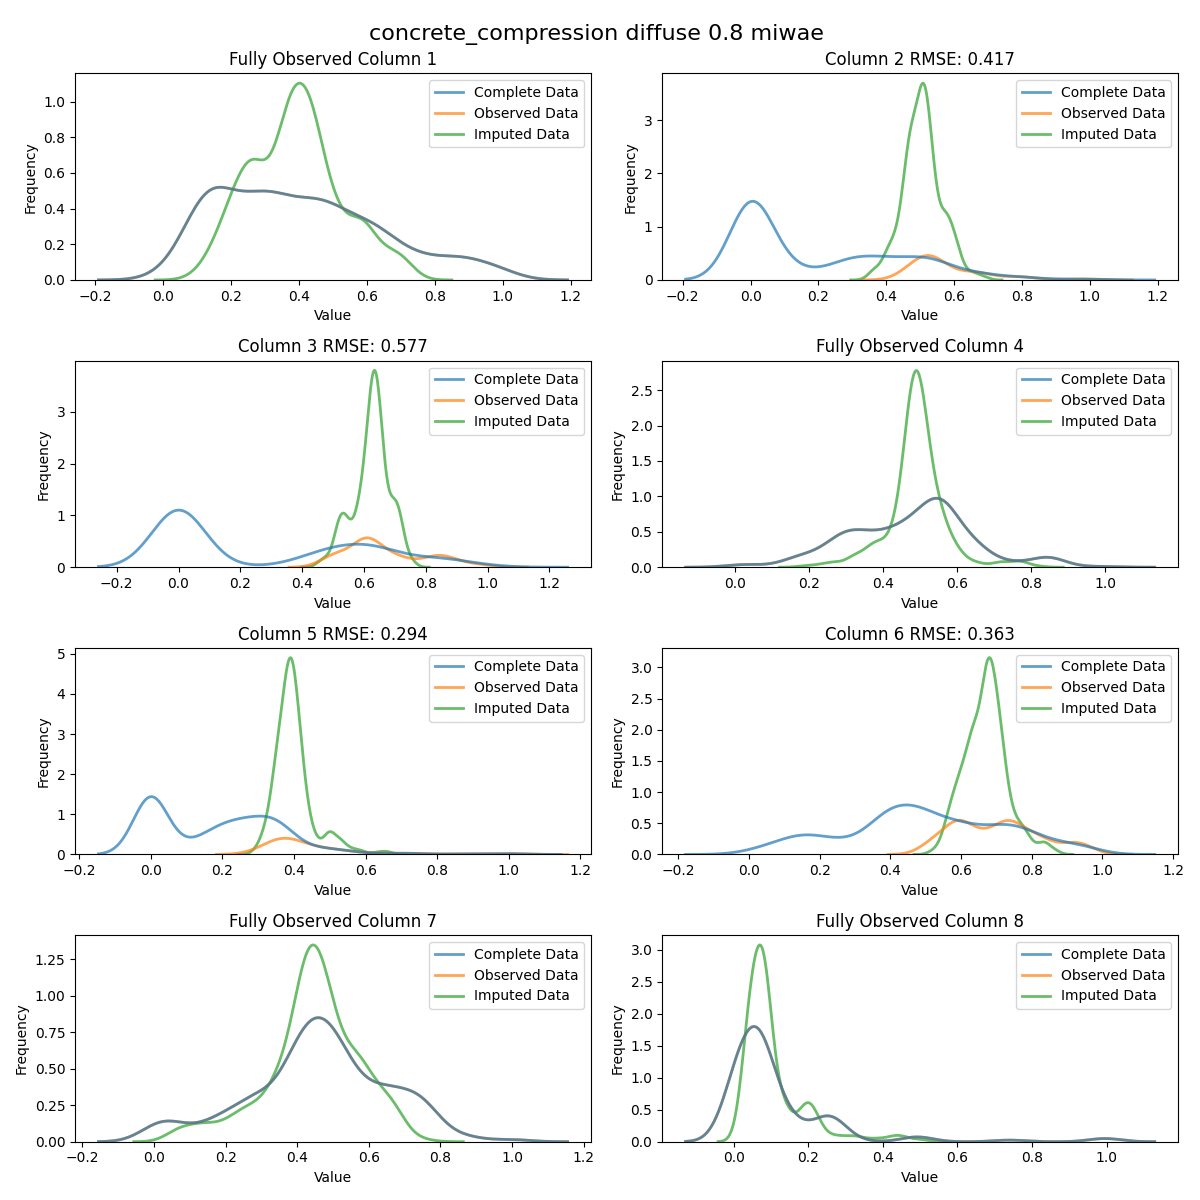 concrete_compression diffuse 0.8 miwae
Fully Observed Column 1
Frequency
1.0
0.8
0.6
0.4
0.2
0.0
Complete Data
Observed Data
Imputed Data
−0.2 0.0 0.2 0.4 0.6 0.8 1.0 1.2
Value
Column 2 RMSE: 0.417
Frequency
3
2
1
0
Complete Data
Observed Data
Imputed Data
−0.2 0.0 0.2 0.4 0.6 0.8 1.0 1.2
Value
Column 3 RMSE: 0.577
Frequency
3
2
1
0
Complete Data
Observed Data
Imputed Data
−0.2 0.0 0.2 0.4 0.6 0.8 1.0 1.2
Value
Fully Observed Column 4
Frequency
2.5
2.0
1.5
1.0
0.5
0.0
Complete Data
Observed Data
Imputed Data
0.0 0.2 0.4 0.6 0.8 1.0
Value
Column 5 RMSE: 0.294
Frequency
5
4
3
2
1
0
Complete Data
Observed Data
Imputed Data
−0.2 0.0 0.2 0.4 0.6 0.8 1.0 1.2
Value
Column 6 RMSE: 0.363
Frequency
3.0
2.5
2.0
1.5
1.0
0.5
0.0
Complete Data
Observed Data
Imputed Data
−0.2 0.0 0.2 0.4 0.6 0.8 1.0 1.2
Value
Fully Observed Column 7
Frequency
1.25
1.00
0.75
0.50
0.25
0.00
Complete Data
Observed Data
Imputed Data
−0.2 0.0 0.2 0.4 0.6 0.8 1.0 1.2
Value
Fully Observed Column 8
Frequency
3.0
2.5
2.0
1.5
1.0
0.5
0.0
Complete Data
Observed Data
Imputed Data
0.0 0.2 0.4 0.6 0.8 1.0
Value